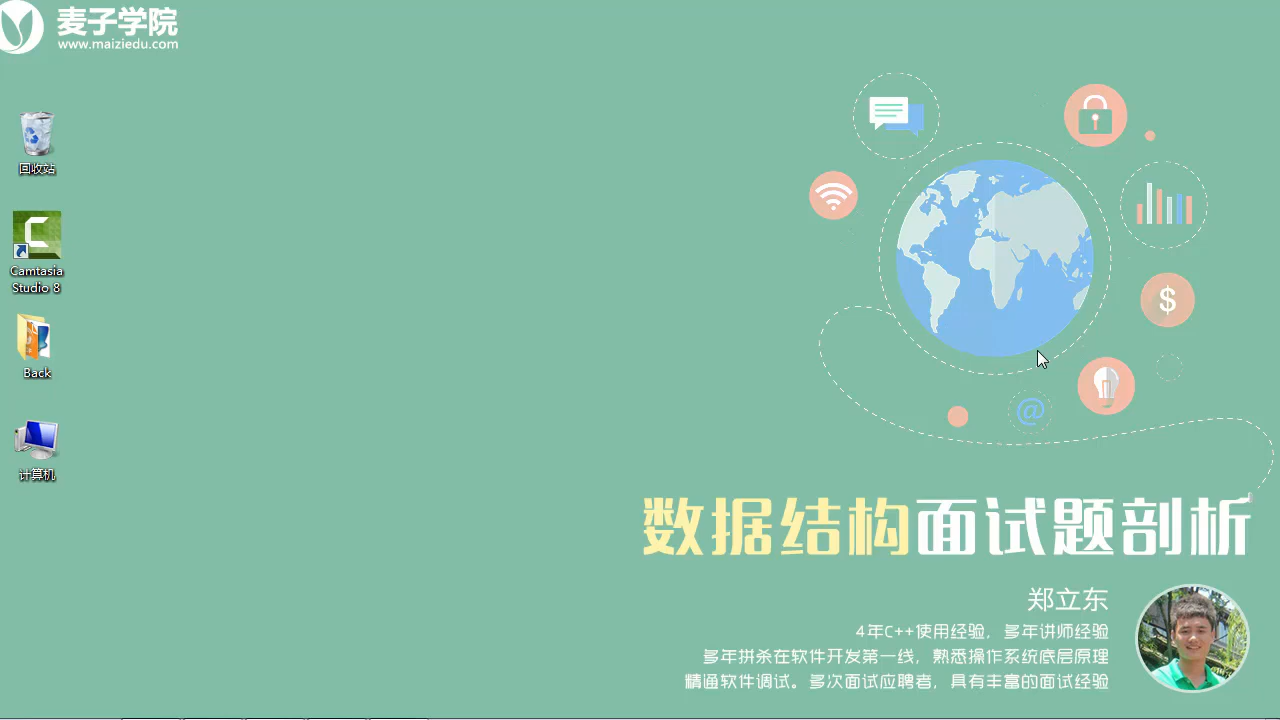 麦子学院
www.maiziedu.com
回收站
Camtasia
Studio 8
Back
计算机
$
@
数据结构面试题剖析
郑立东
4年C++使用经验，多年讲师经验
多年拼杀在软件开发第一线，熟悉操作系统底层原理
精通软件调试。多次面试应聘者，具有丰富的面试经验